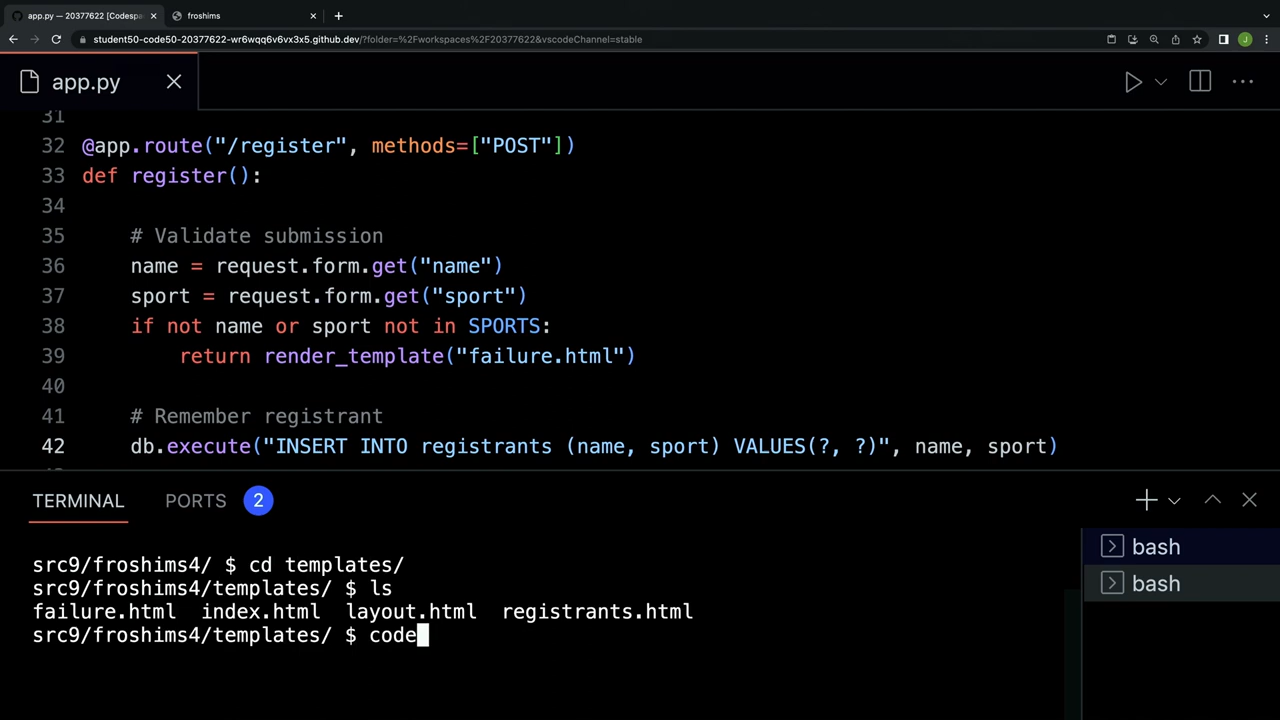 app.py — 20377622 [Codespa
froshims
student50-code50-20377622-wr6wqq6v6vx3x5.github.dev/?folder=%2Fworkspaces%2F20377622&vscodeChannel=stable
J
app.py
31
32 @app.route("/register", methods=["POST"])
33 def register():
34
35 # Validate submission
36 name = request.form.get("name")
37 sport = request.form.get("sport")
38 if not name or sport not in SPORTS:
39 return render_template("failure.html")
40
41 # Remember registrant
42 db.execute("INSERT INTO registrants (name, sport) VALUES(?, ?)", name, sport)
TERMINAL PORTS 2
src9/froshims4/ $ cd templates/
src9/froshims4/templates/ $ ls
failure.html index.html layout.html registrants.html
src9/froshims4/templates/ $ code
bash
bash